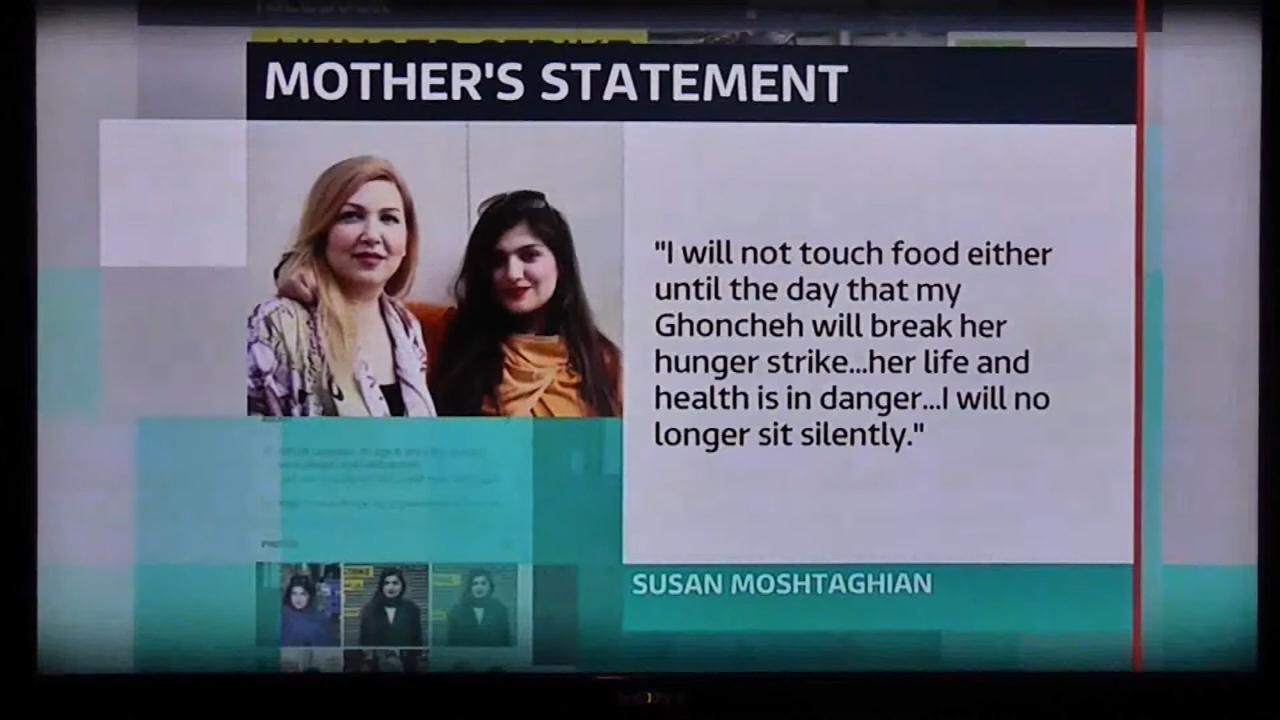 MOTHER'S STATEMENT
"I will not touch food either
until the day that my
Ghoncheh will break her
hunger strike...her life and
health is in danger...I will no
longer sit silently."
SUSAN MOSHTAGHIAN